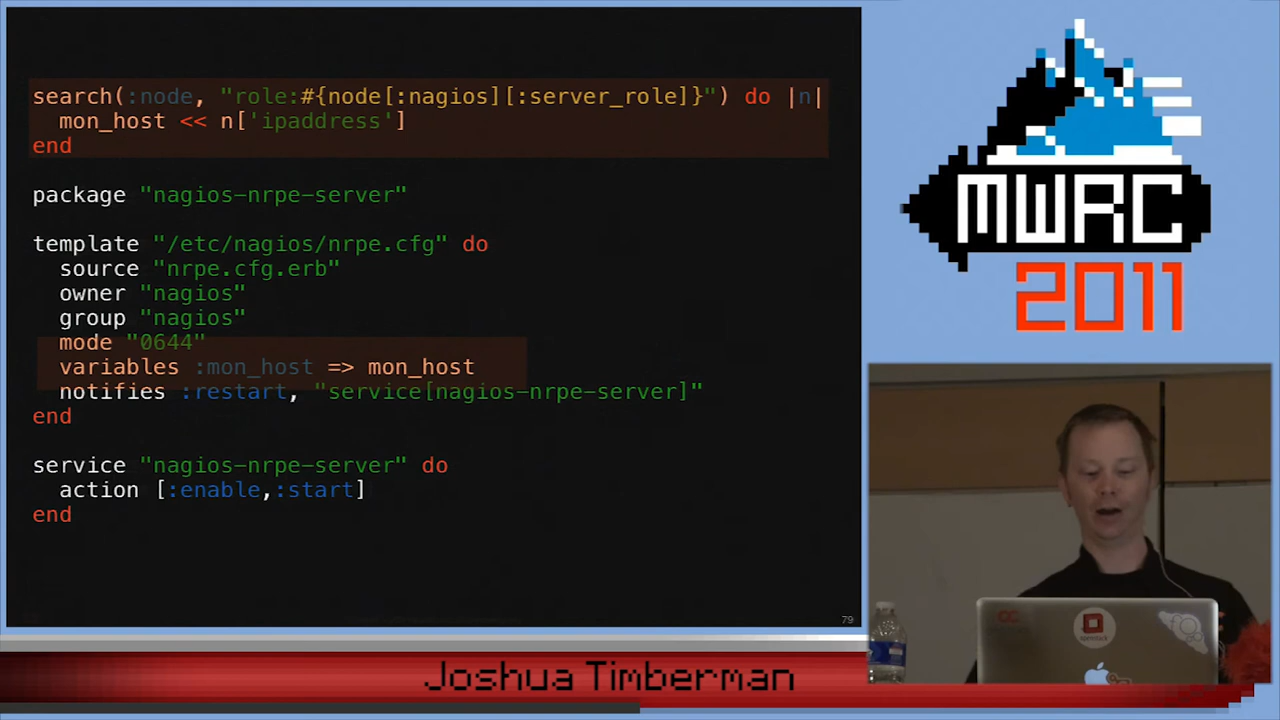 search(:node, "role:#{node[:nagios][:server_role]}") do |n|
  mon_host << n['ipaddress']
end
package "nagios-nrpe-server"
template "/etc/nagios/nrpe.cfg" do
  source "nrpe.cfg.erb"
  owner "nagios"
  group "nagios"
  mode "0644"
  variables :mon_host => mon_host
  notifies :restart, "service[nagios-nrpe-server]"
end
service "nagios-nrpe-server" do
  action [:enable,:start]
end
79
MWRC
2011
openstack
Joshua Timberman